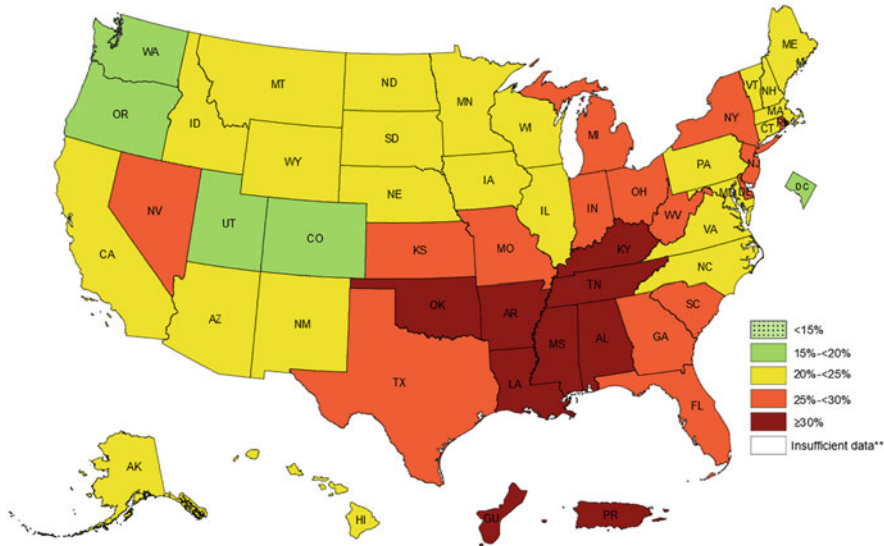 WA
MT
ND
MN
ME
OR
ID
SD
WI
VT
NH
NY
MA
CT
MI
WY
IA
PA
NJ
NE
OH
MD
DE
DC
NV
UT
CO
IL
IN
WV
VA
CA
KS
MO
KY
NC
TN
AZ
NM
OK
AR
SC
MS
AL
GA
TX
LA
FL
<15%
15%-<20%
20%-<25%
25%-<30%
≥30%
Insufficient data**
AK
HI
GU
PR